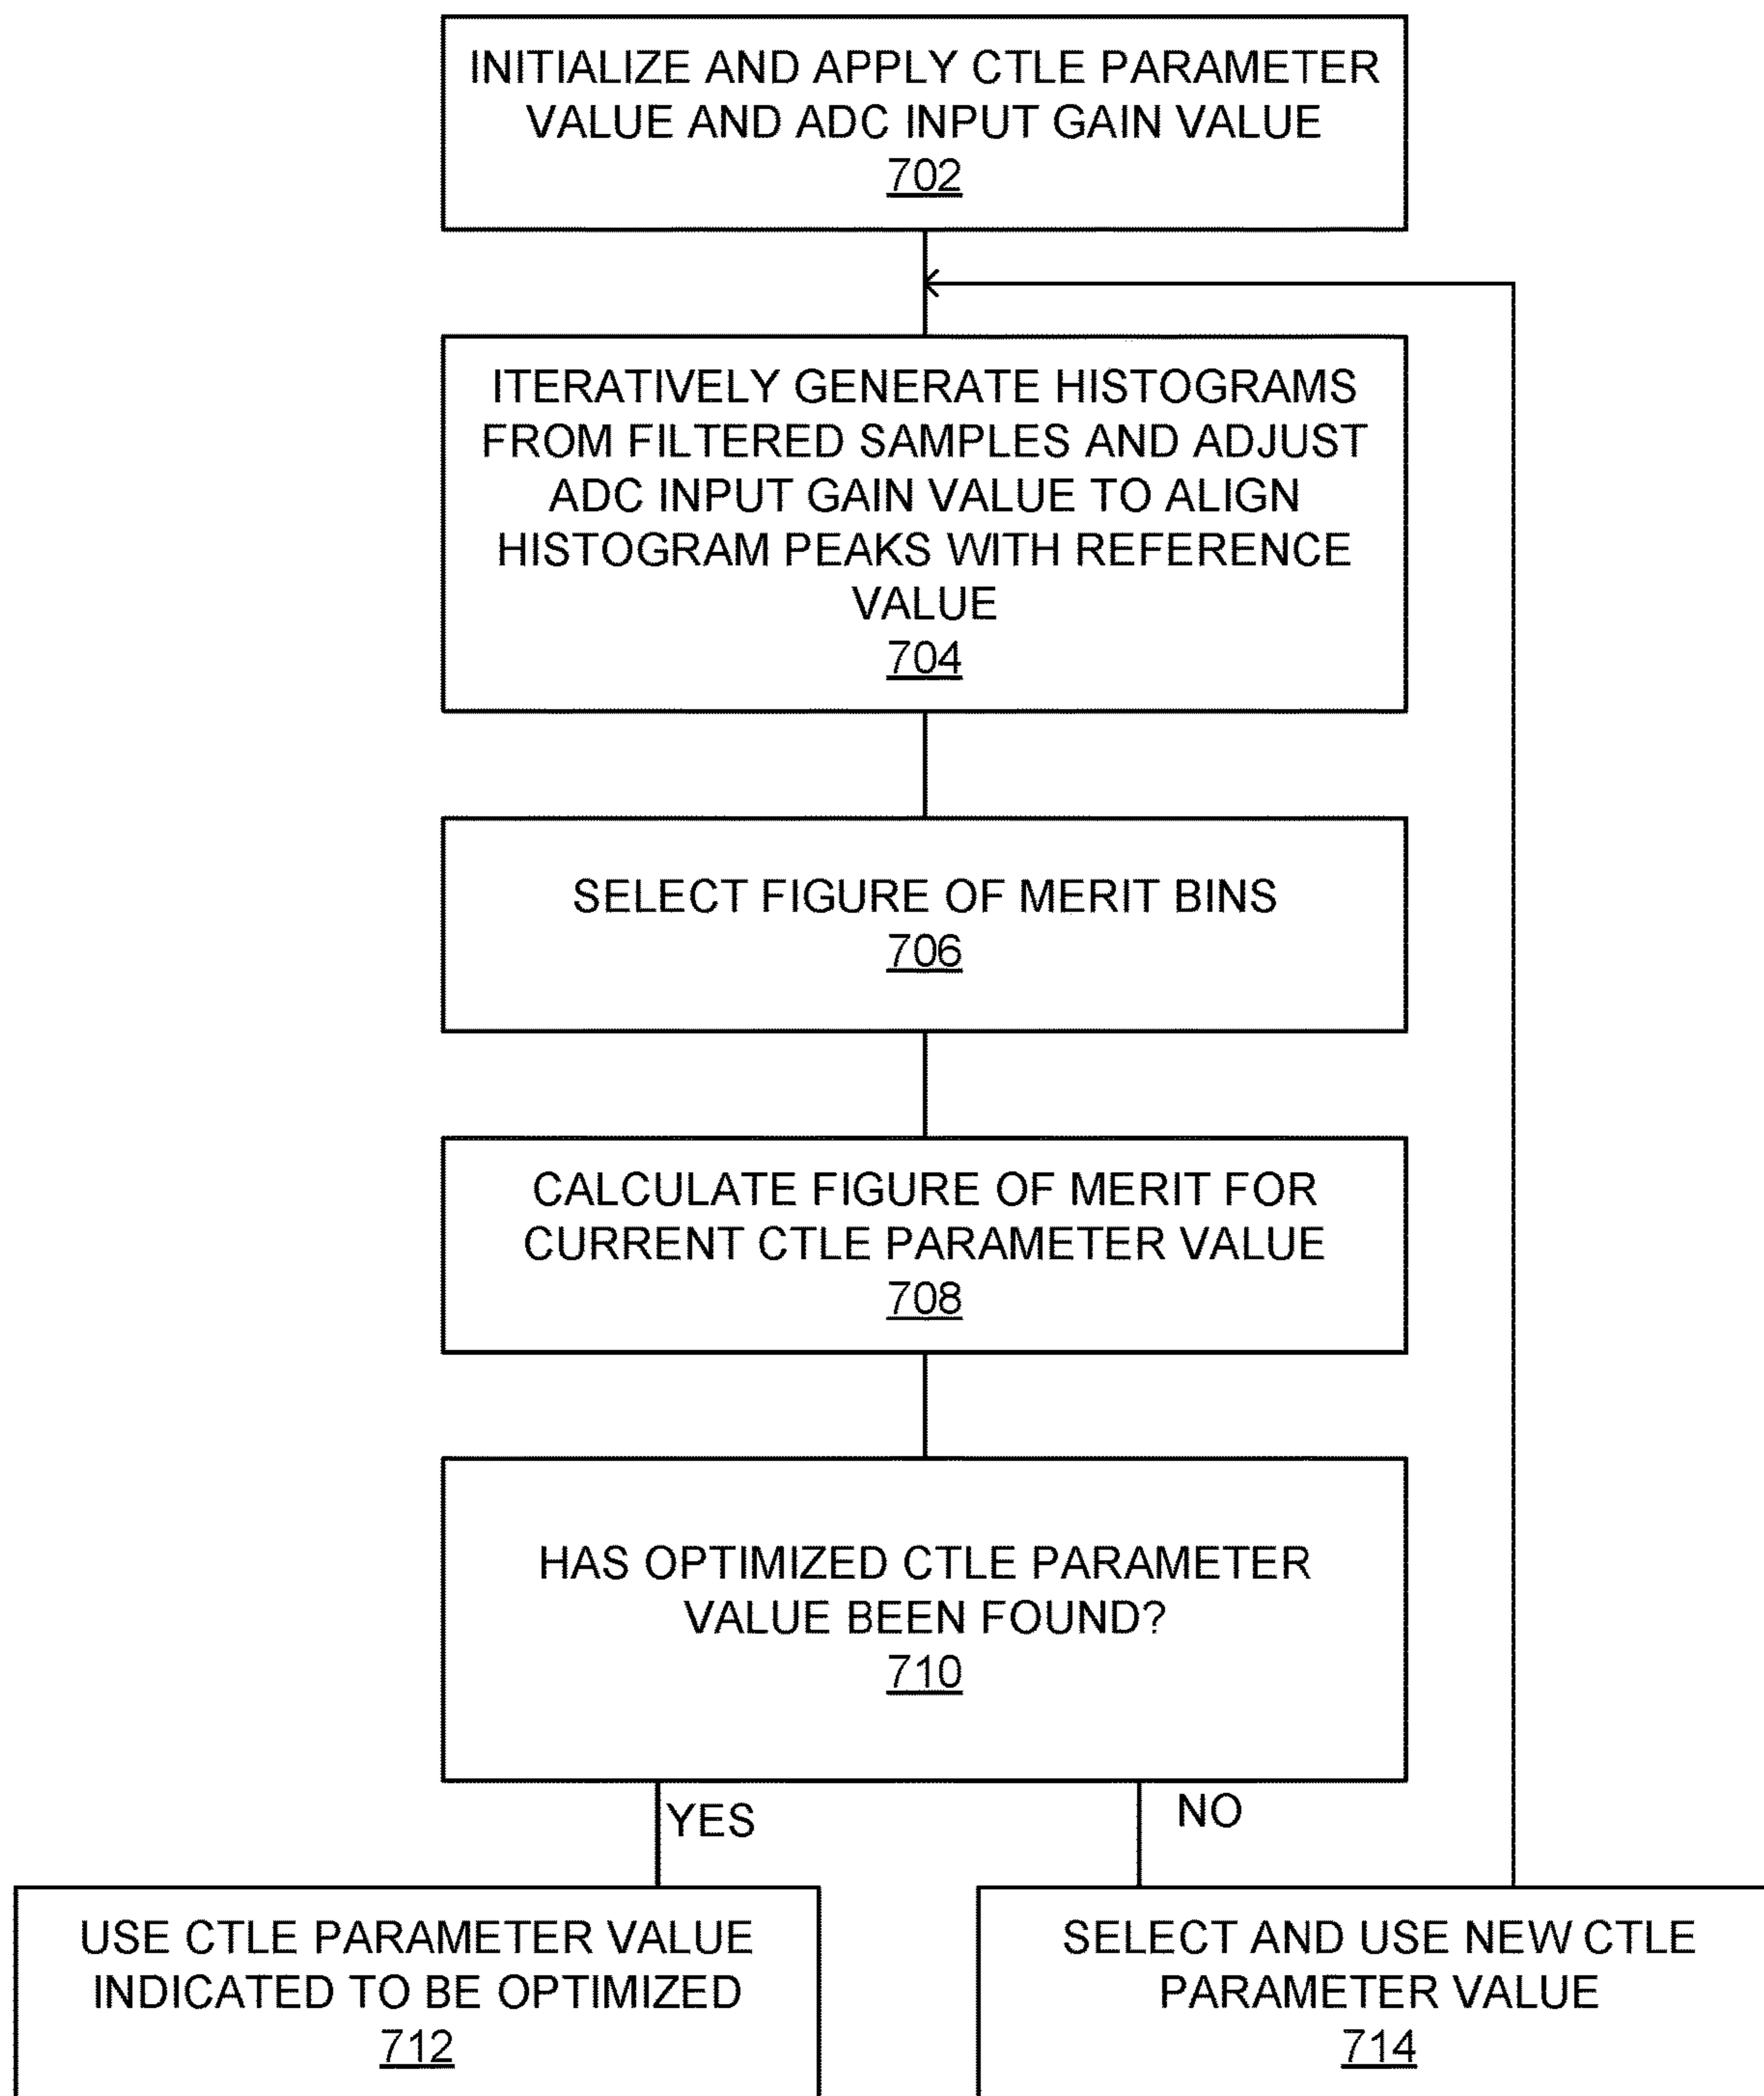 INITIALIZE AND APPLY CTLE PARAMETER
VALUE AND ADC INPUT GAIN VALUE
702
ITERATIVELY GENERATE HISTOGRAMS
FROM FILTERED SAMPLES AND ADJUST
ADC INPUT GAIN VALUE TO ALIGN
HISTOGRAM PEAKS WITH REFERENCE
VALUE
704
SELECT FIGURE OF MERIT BINS
706
CALCULATE FIGURE OF MERIT FOR
CURRENT CTLE PARAMETER VALUE
708
HAS OPTIMIZED CTLE PARAMETER
VALUE BEEN FOUND?
710
YES
NO
USE CTLE PARAMETER VALUE
INDICATED TO BE OPTIMIZED
712
SELECT AND USE NEW CTLE
PARAMETER VALUE
714